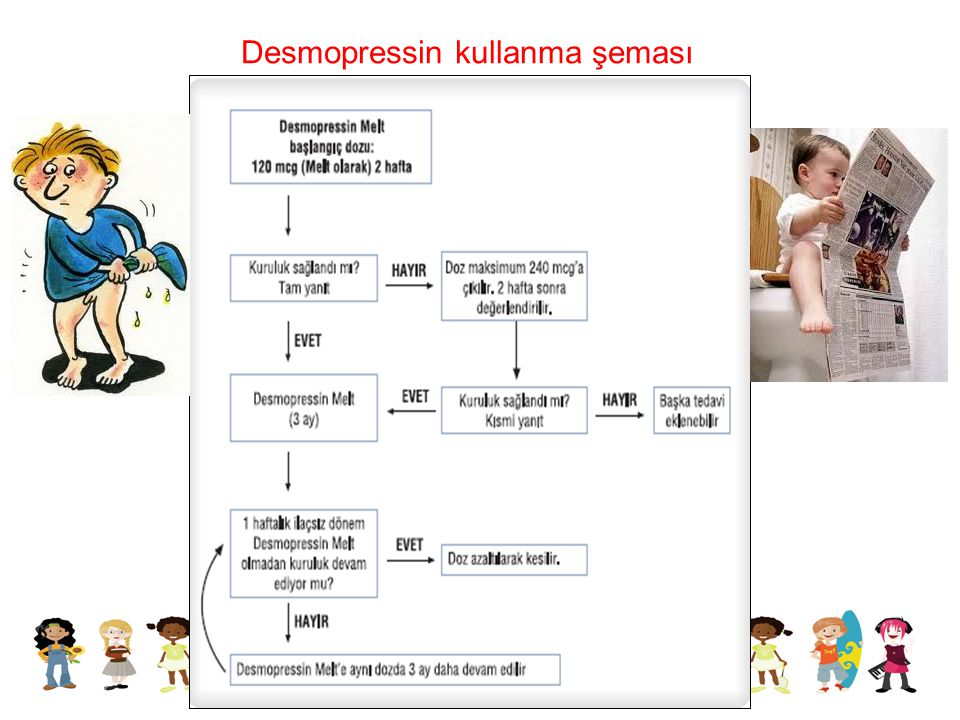 Desmopressin kullanma şeması
Desmopressin Melt
başlangıç dozu:
120 mcg (Melt olarak) 2 hafta
Kuruluk sağlandı mı?
Tam yanıt
HAYIR
Doz maksimum 240 mcg'a
çıkılır. 2 hafta sonra
değerlendirilir.
EVET
Desmopressin Melt
(3 ay)
EVET
Kuruluk sağlandı mı?
Kısmi yanıt
HAYIR
Başka tedavi
eklenebilir
1 haftalık ilaçsız dönem
Desmopressin Melt
olmadan kuruluk devam
ediyor mu?
EVET
Doz azaltılarak kesilir.
HAYIR
Desmopressin Melt'e aynı dozda 3 ay daha devam edilir